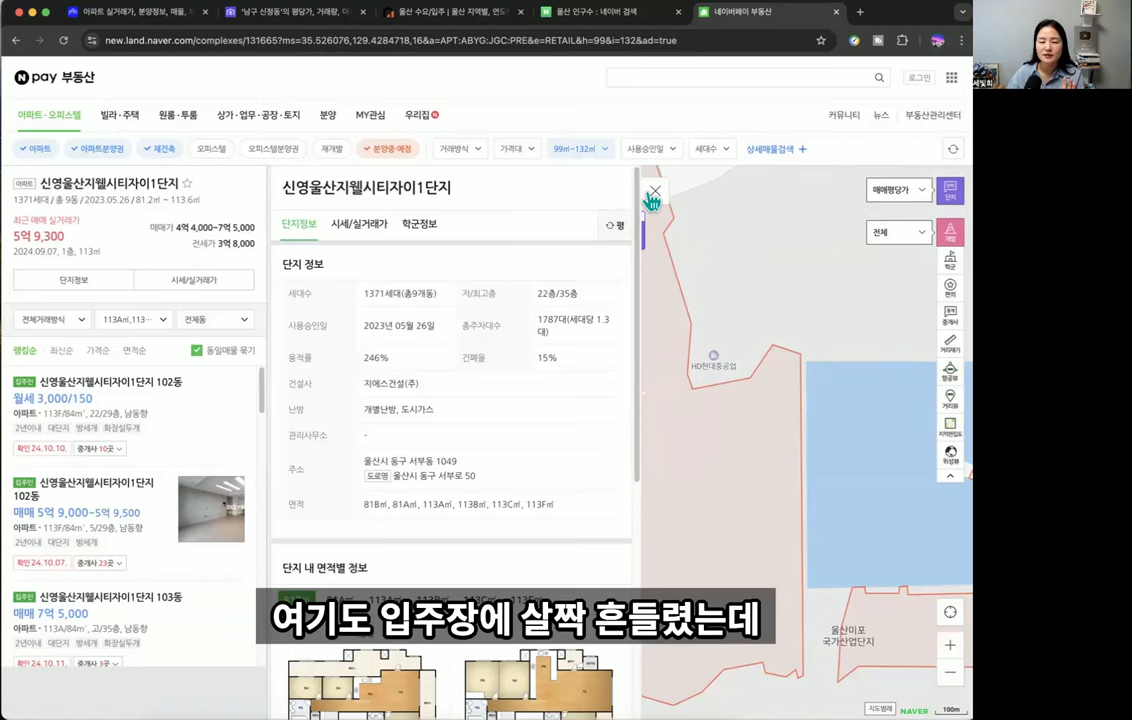 아파트 실거래가, 분양정보, 매물,
'남구 신정동'의 평당가, 거래량,
울산 수요/입주 | 울산 지역별, 연도
울산 인구수 : 네이버 검색
네이버페이 부동산
new.land.naver.com/complexes/131665?ms=35.526076,129.4284718,16&a=APT:ABYG:JGC:PRE&e=RETAIL&h=99&i=132&ad=true
N pay 부동산
로그인
아파트 · 오피스텔 빌라 · 주택 원룸 · 투룸 상가 · 업무 · 공장 · 토지 분양 MY관심 우리집 N
커뮤니티 뉴스 부동산관리센터
아파트 아파트분양권 재건축 오피스텔 오피스텔분양권 재개발 분양중·예정 거래방식 가격대 99㎡~132㎡ 사용승인일 세대수 상세매물검색 +
아파트 신영울산지웰시티자이1단지
1371세대 / 총 9동 / 2023.05.26 / 81.2㎡ ~ 113.6㎡
최근 매매 실거래가
5억 9,300
2024.09.07, 1층, 113㎡
매매가 4억 4,000~7억 5,000
전세가 3억 8,000
단지정보 시세/실거래가
전체거래방식 113A㎡,113··· 전체동
랭킹순 최신순 가격순 면적순 동일매물 묶기
집주인 신영울산지웰시티자이1단지 102동
월세 3,000/150
아파트 · 113F/84㎡, 22/29층, 남동향
2년이내 대단지 방세개 화장실두개
확인 24.10.10. 중개사 10곳
집주인 신영울산지웰시티자이1단지
102동
매매 5억 9,000~5억 9,500
아파트 · 113F/84㎡, 5/29층, 남동향
2년이내 대단지 방세개
확인 24.10.07. 중개사 23곳
집주인 신영울산지웰시티자이1단지 103동
매매 7억 5,000
아파트 · 113A/84㎡, 고/35층, 남동향
2년이내 대단지 방세개 화장실두개
확인 24.10.11. 중개사 3곳
신영울산지웰시티자이1단지
단지정보 시세/실거래가 학군정보
평
단지 정보
세대수 1371세대(총9개동) 저/최고층 22층/35층
사용승인일 2023년 05월 26일 총주차대수 1787대(세대당 1.3
대)
용적률 246% 건폐율 15%
건설사 지에스건설(주)
난방 개별난방, 도시가스
관리사무소 -
주소 울산시 동구 서부동 1049
도로명 울산시 동구 서부로 50
면적 81B㎡, 81A㎡, 113A㎡, 113B㎡, 113C㎡, 113F㎡
단지 내 면적별 정보
매매평당가
단지
전체
개발
학군
편의
중개사
거리재기
항공뷰
거리뷰
지적편집도
위성뷰
HD현대중공업
울산미포
국가산업단지
지도범례 NAVER 100m
여기도 입주장에 살짝 흔들렸는데